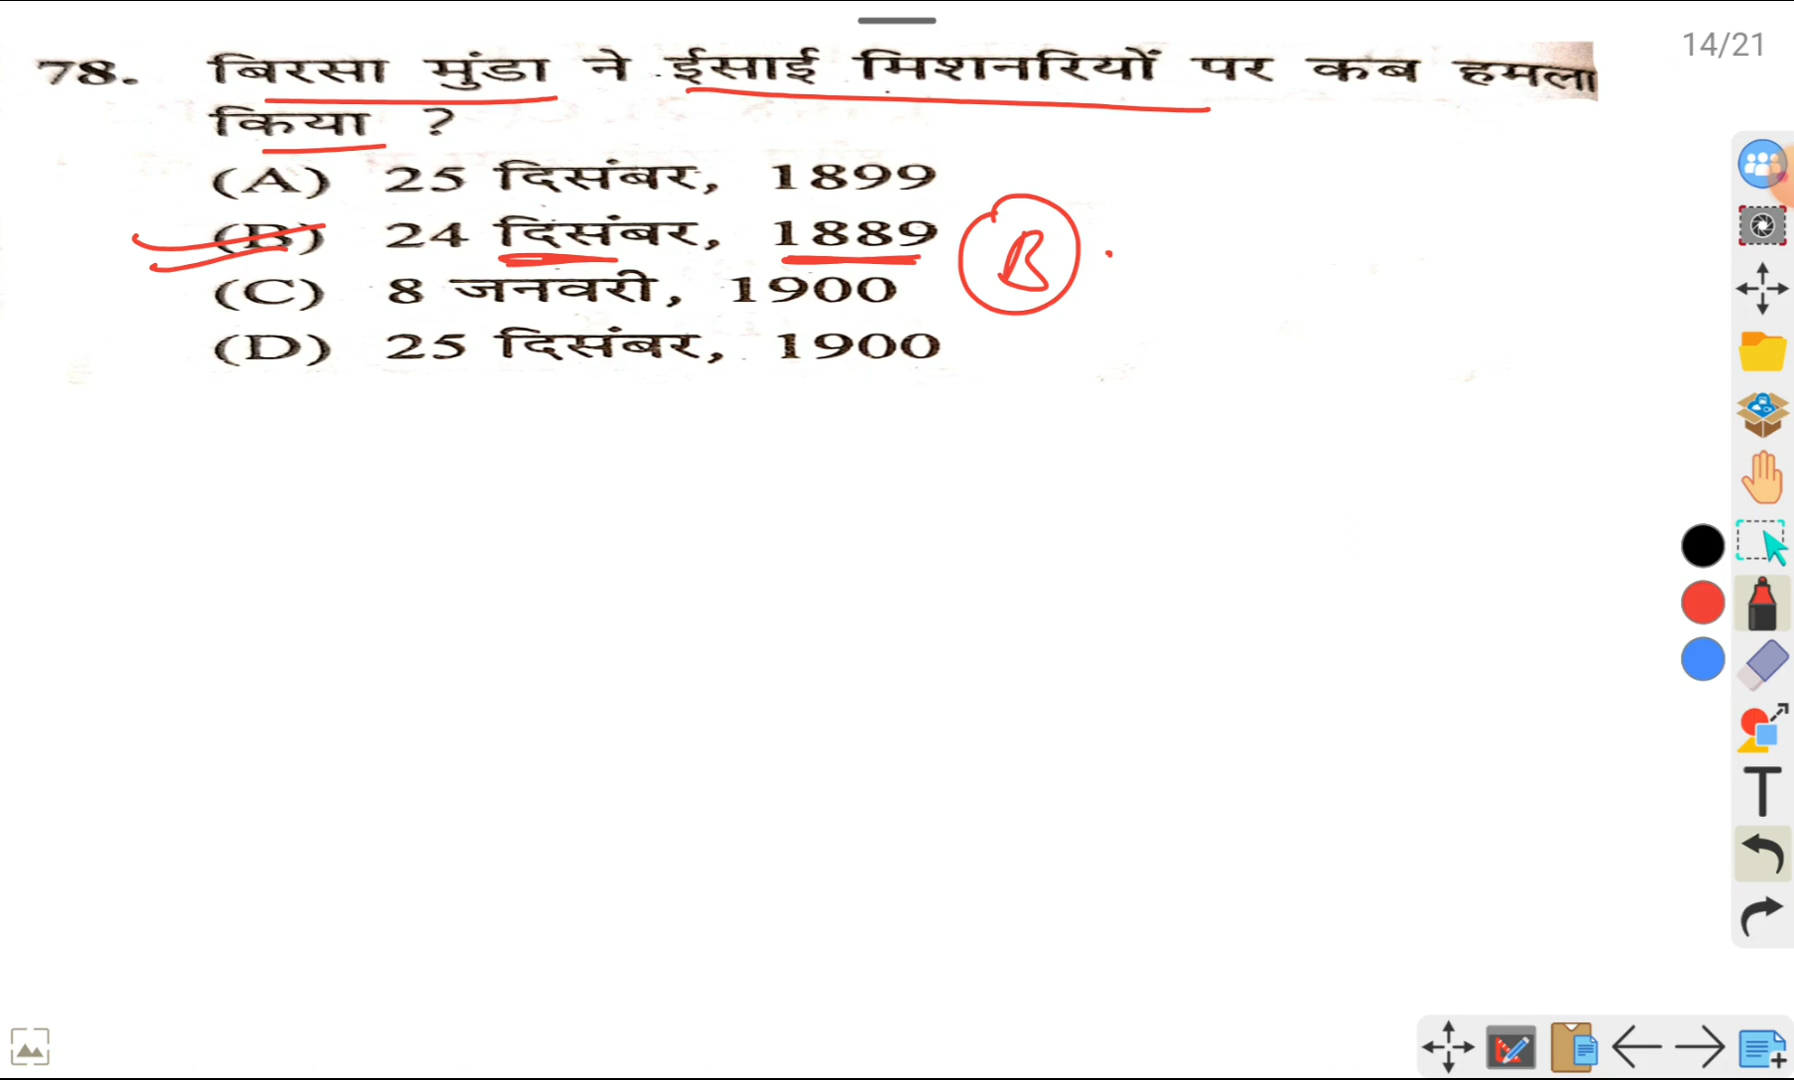 14/21
78. बिरसा मुंडा ने ईसाई मिशनरियों पर कब हमला
किया ?
(A) 25 दिसंबर, 1899
(B) 24 दिसंबर, 1889
B
(C) 8 जनवरी, 1900
(D) 25 दिसंबर, 1900
T